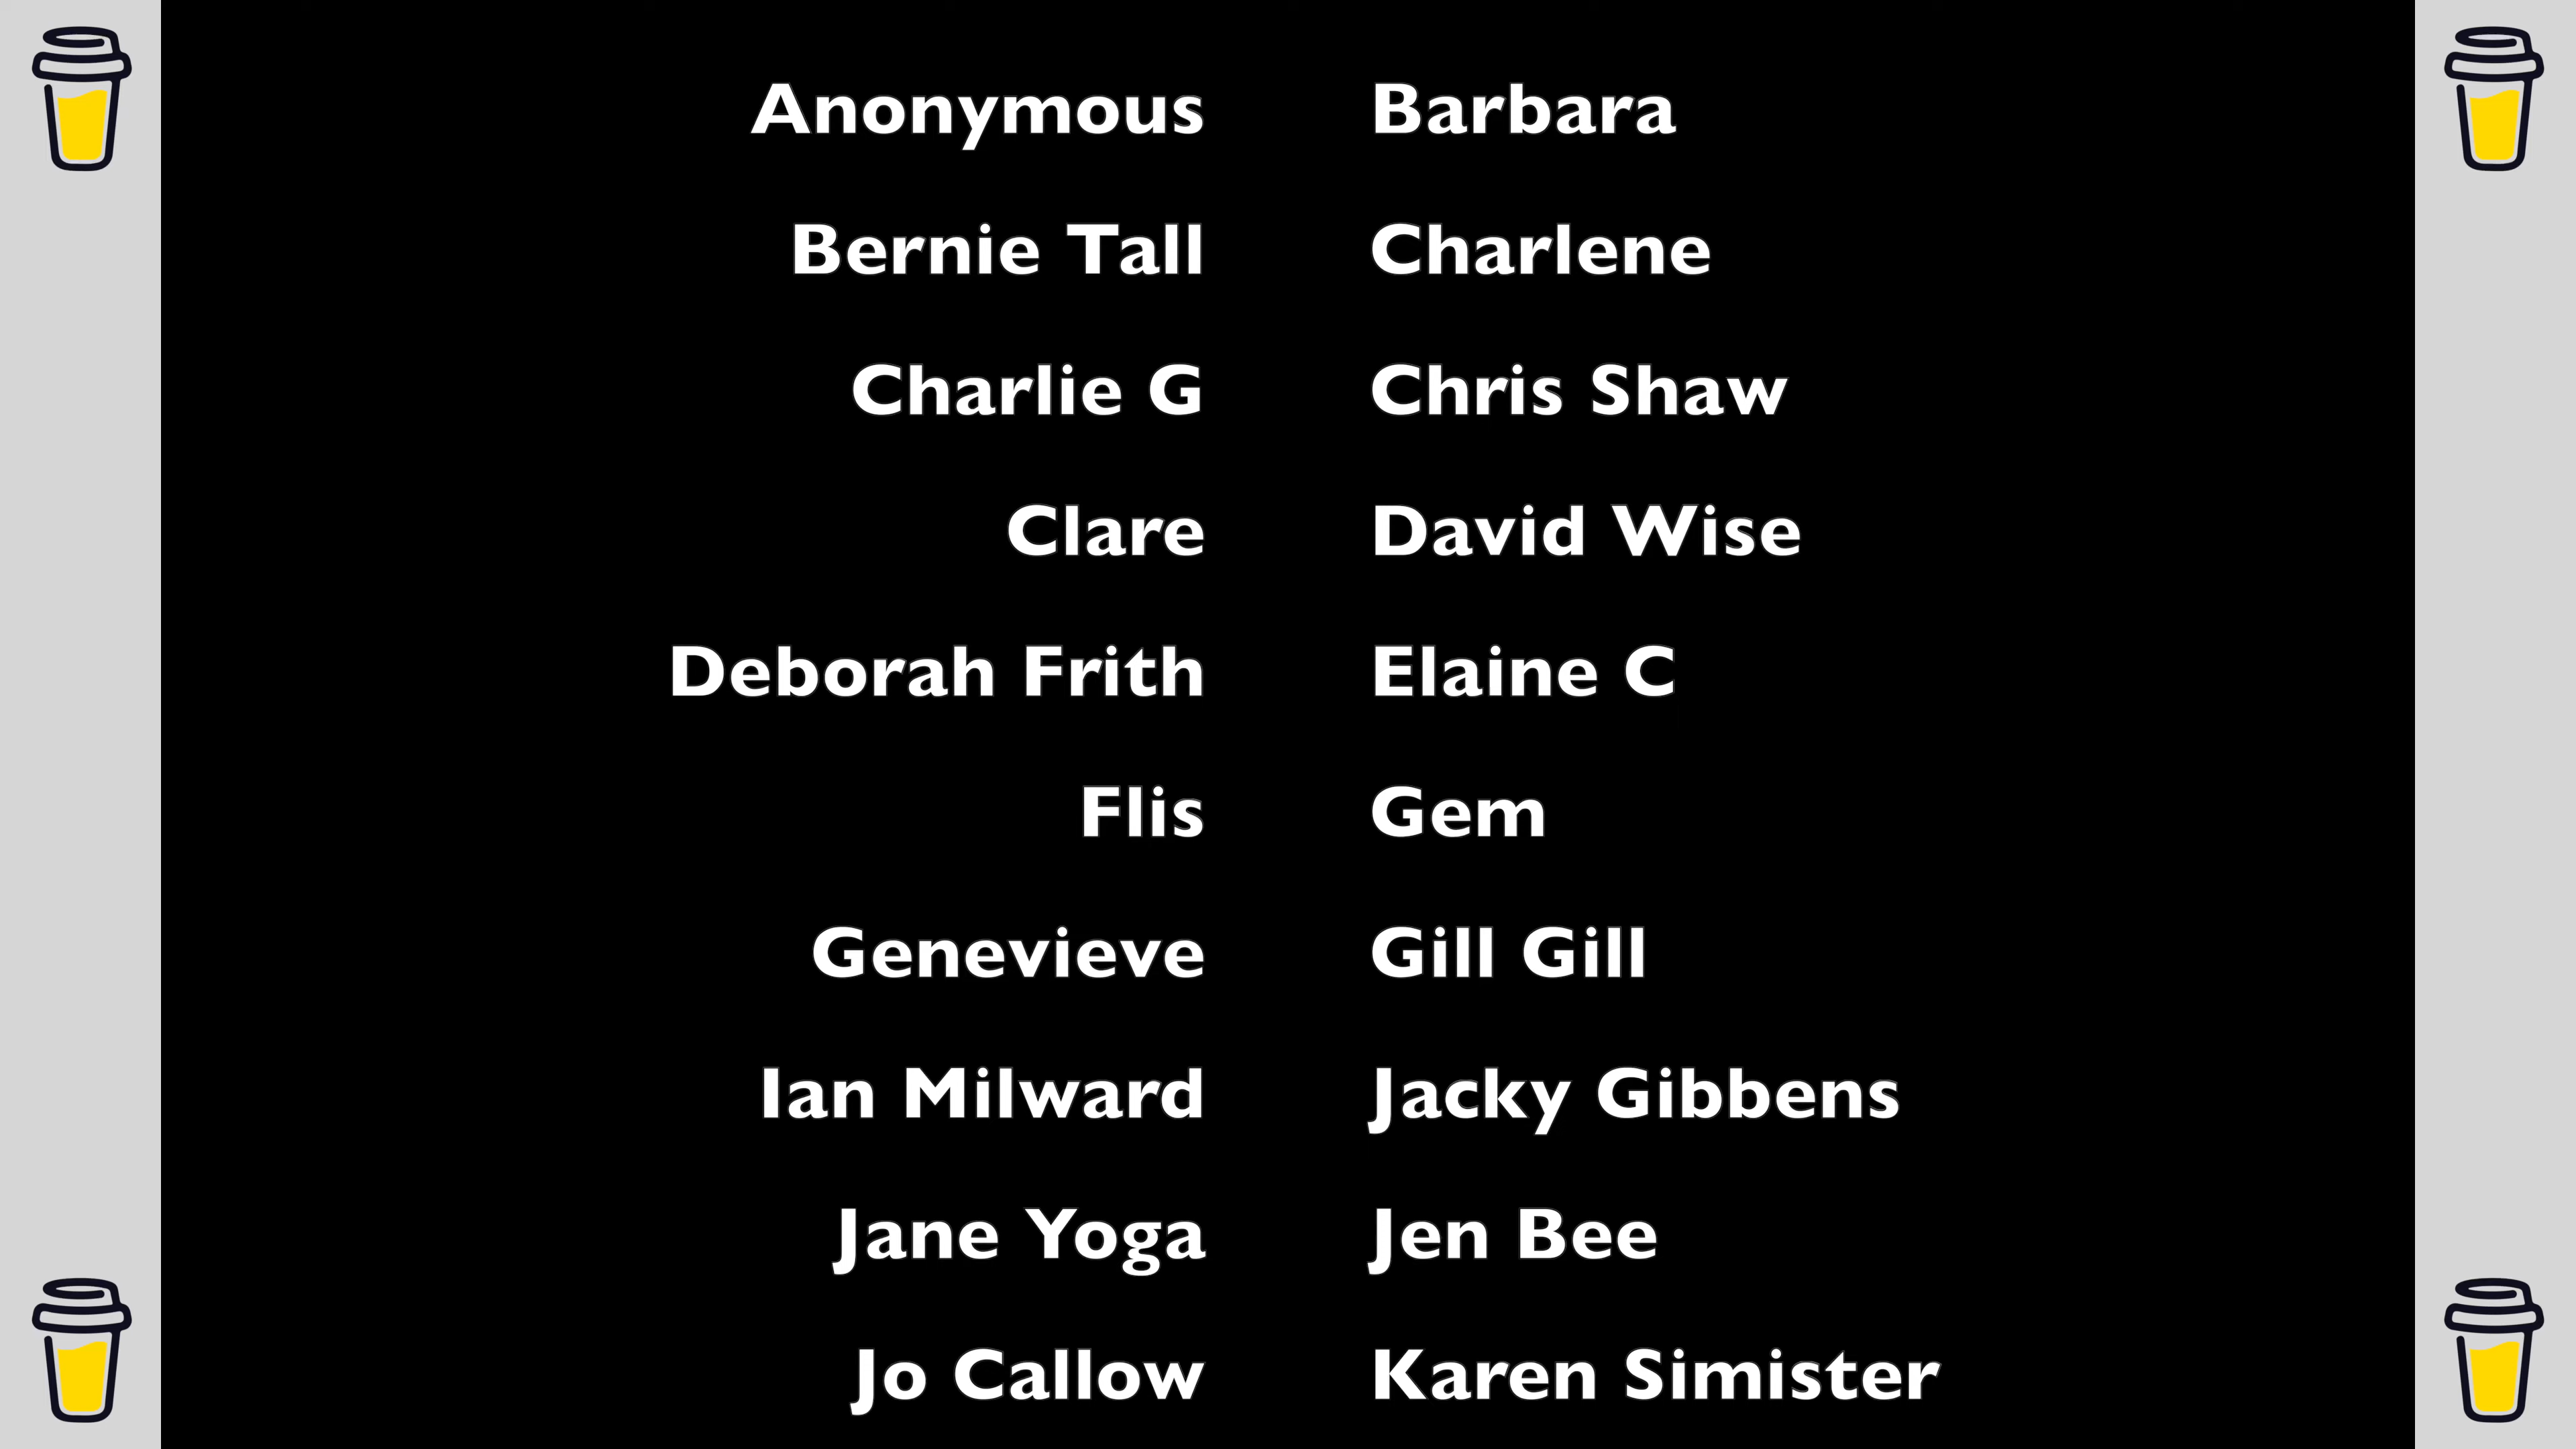 Anonymous Barbara
Bernie Tall Charlene
Charlie G Chris Shaw
Clare David Wise
Deborah Frith Elaine C
Flis Gem
Genevieve Gill Gill
Ian Milward Jacky Gibbens
Jane Yoga Jen Bee
Jo Callow Karen Simister